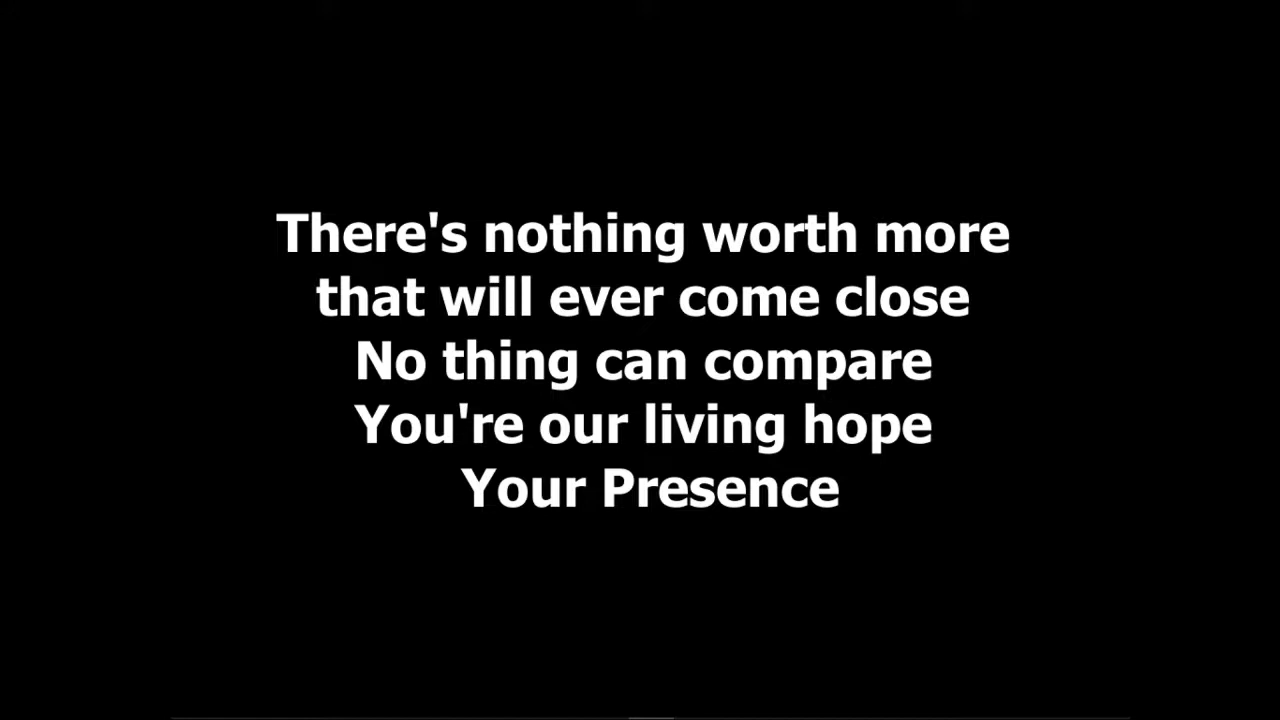 There's nothing worth more
that will ever come close
No thing can compare
You're our living hope
Your Presence